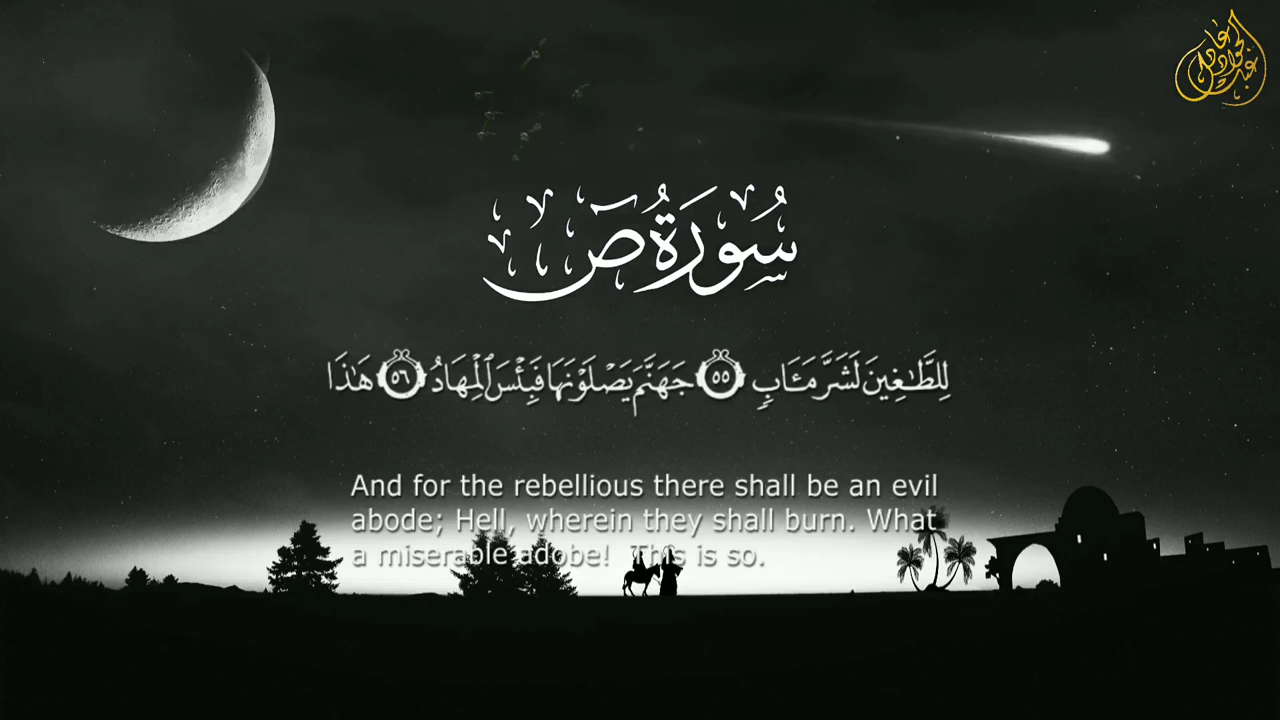 سُورَةُ صٓ
لِلطَّـٰغِينَ لَشَرَّ مَـَٔابٍ ٥٥ جَهَنَّمَ يَصْلَوْنَهَا فَبِئْسَ ٱلْمِهَادُ ٥٦ هَـٰذَا
And for the rebellious there shall be an evil
abode; Hell, wherein they shall burn. What
a miserable adobe!  This is so.